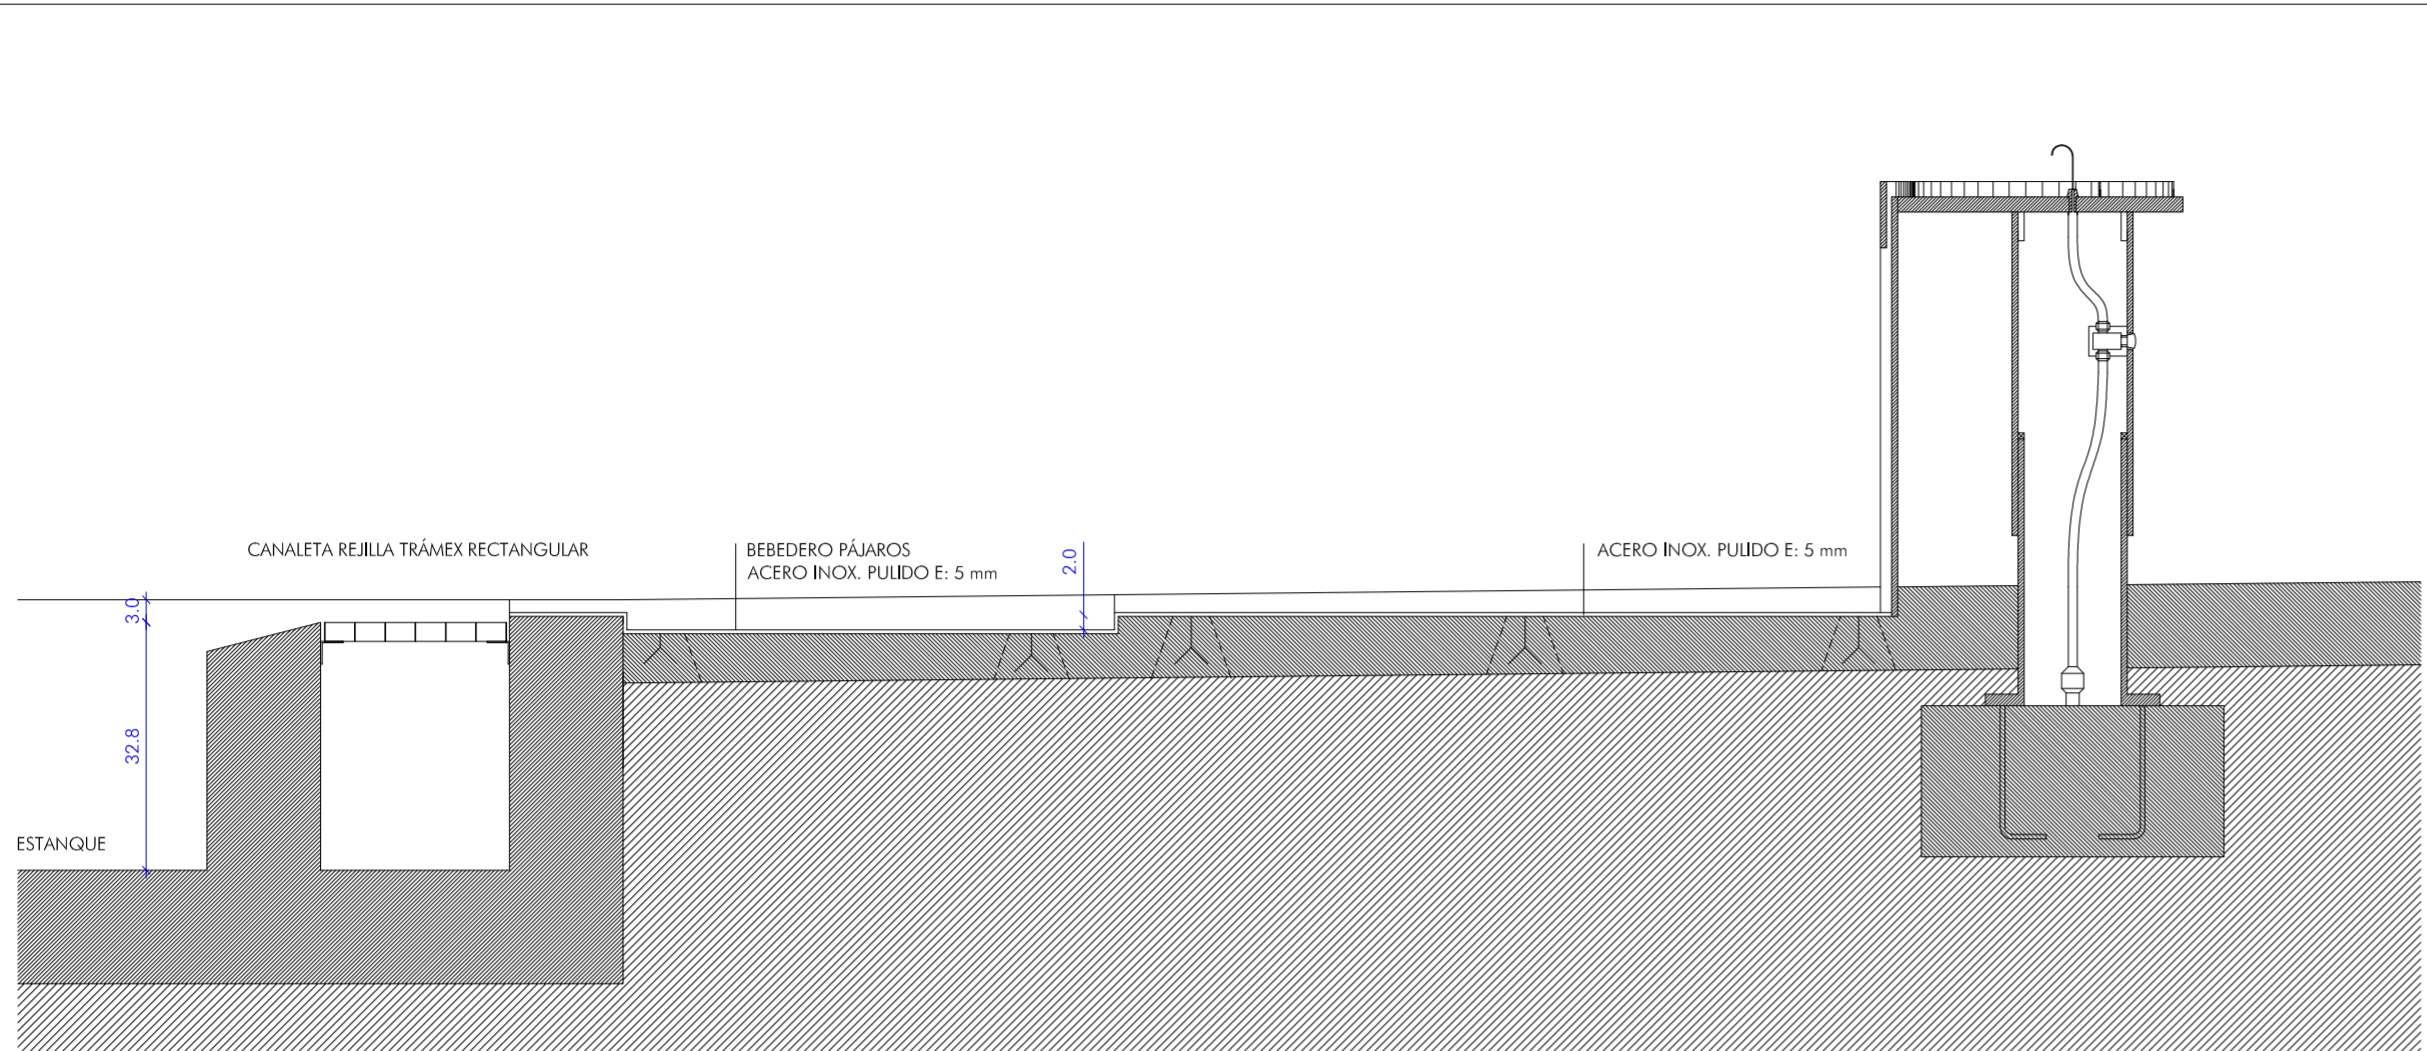 CANALETA REJILLA TRÁMEX RECTANGULAR
BEBEDERO PÁJAROS
ACERO INOX. PULIDO E: 5 mm
2.0
ACERO INOX. PULIDO E: 5 mm
3.0
32.8
ESTANQUE